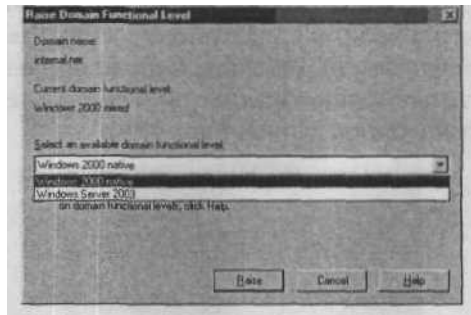 Raise Domain Functional Level
Domain name:
internal.net
Current domain functional level:
Windows 2000 mixed
Select an available domain functional level:
Windows 2000 native
Windows 2000 native
Windows Server 2003
on domain functional levels, click Help.
Raise
Cancel
Help